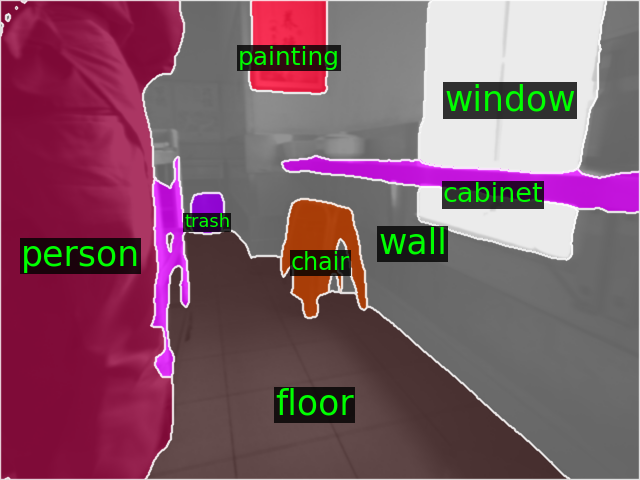 painting
window
cabinet
trash
wall
person
chair
floor